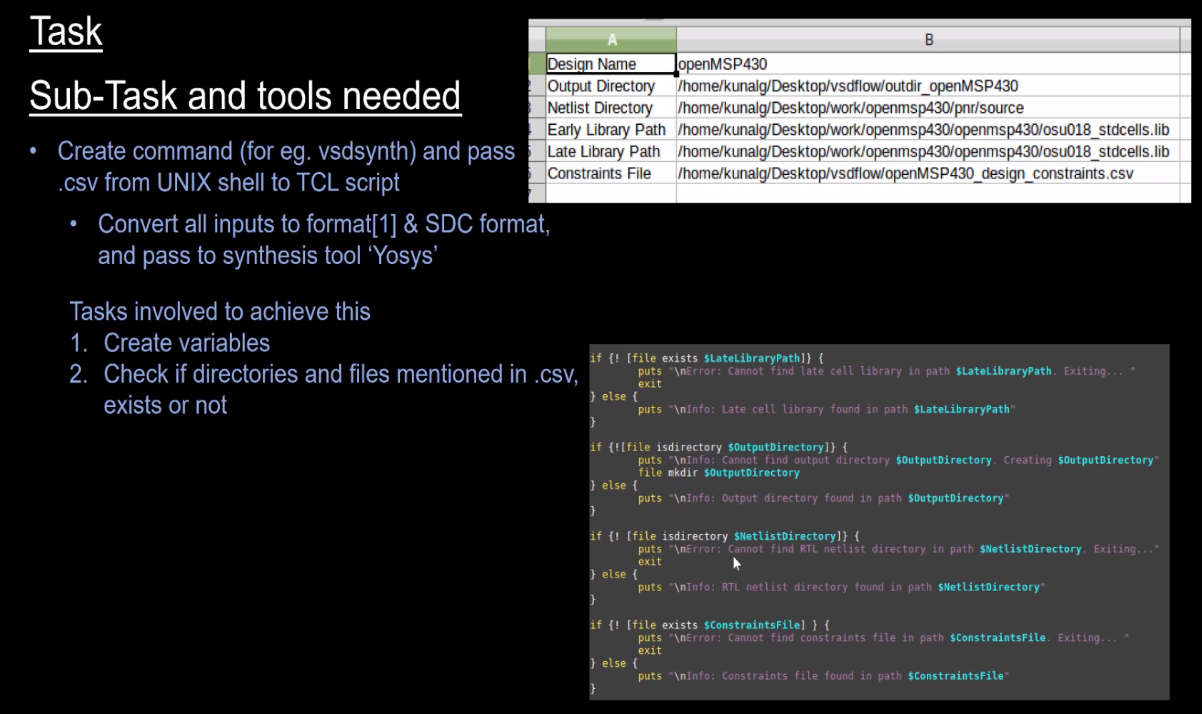 Task
Sub-Task and tools needed
• Create command (for eg. vsdsynth) and pass
.csv from UNIX shell to TCL script
• Convert all inputs to format[1] & SDC format,
and pass to synthesis tool ‘Yosys’
Tasks involved to achieve this
1. Create variables
2. Check if directories and files mentioned in .csv,
exists or not
A B
Design Name openMSP430
Output Directory /home/kunalg/Desktop/vsdflow/outdir_openMSP430
Netlist Directory /home/kunalg/Desktop/work/openmsp430/pnr/source
Early Library Path /home/kunalg/Desktop/work/openmsp430/openmsp430/osu018_stdcells.lib
Late Library Path /home/kunalg/Desktop/work/openmsp430/openmsp430/osu018_stdcells.lib
Constraints File /home/kunalg/Desktop/vsdflow/openMSP430_design_constraints.csv
if {! [file exists $LateLibraryPath]} {
puts "\nError: Cannot find late cell library in path $LateLibraryPath. Exiting... "
exit
} else {
puts "\nInfo: Late cell library found in path $LateLibraryPath"
}
if {![file isdirectory $OutputDirectory]} {
puts "\nInfo: Cannot find output directory $OutputDirectory. Creating $OutputDirectory"
file mkdir $OutputDirectory
} else {
puts "\nInfo: Output directory found in path $OutputDirectory"
}
if {! [file isdirectory $NetlistDirectory]} {
puts "\nError: Cannot find RTL netlist directory in path $NetlistDirectory. Exiting..."
exit
} else {
puts "\nInfo: RTL netlist directory found in path $NetlistDirectory"
}
if {! [file exists $ConstraintsFile] } {
puts "\nError: Cannot find constraints file in path $ConstraintsFile. Exiting... "
exit
} else {
puts "\nInfo: Constraints file found in path $ConstraintsFile"
}